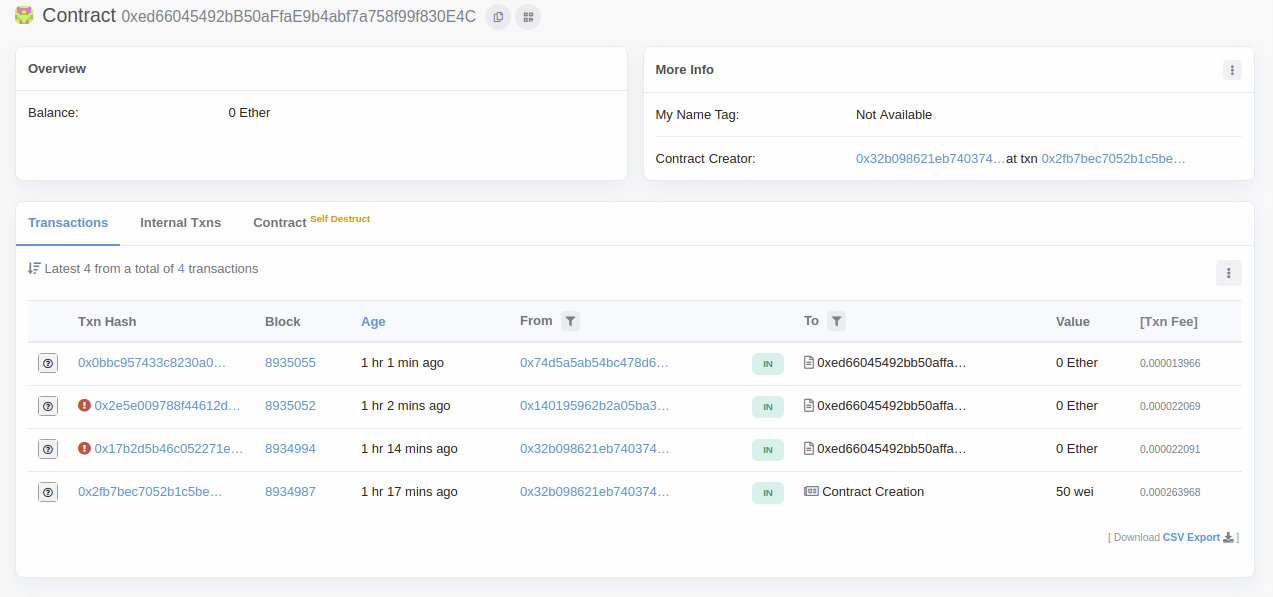 Contract 0xed66045492bB50aFfaE9b4abf7a758f99f830E4C
Overview
Balance: 0 Ether
More Info
My Name Tag: Not Available
Contract Creator: 0x32b098621eb740374... at txn 0x2fb7bec7052b1c5be...
Transactions Internal Txns Contract Self Destruct
Latest 4 from a total of 4 transactions
Txn Hash Block Age From To Value [Txn Fee]
0x0bbc957433c8230a0... 8935055 1 hr 1 min ago 0x74d5a5ab54bc478d6... IN 0xed66045492bb50affa... 0 Ether 0.000013966
0x2e5e009788f44612d... 8935052 1 hr 2 mins ago 0x140195962b2a05ba3... IN 0xed66045492bb50affa... 0 Ether 0.000022069
0x17b2d5b46c052271e... 8934994 1 hr 14 mins ago 0x32b098621eb740374... IN 0xed66045492bb50affa... 0 Ether 0.000022091
0x2fb7bec7052b1c5be... 8934987 1 hr 17 mins ago 0x32b098621eb740374... IN Contract Creation 50 wei 0.000263968
[ Download CSV Export ]